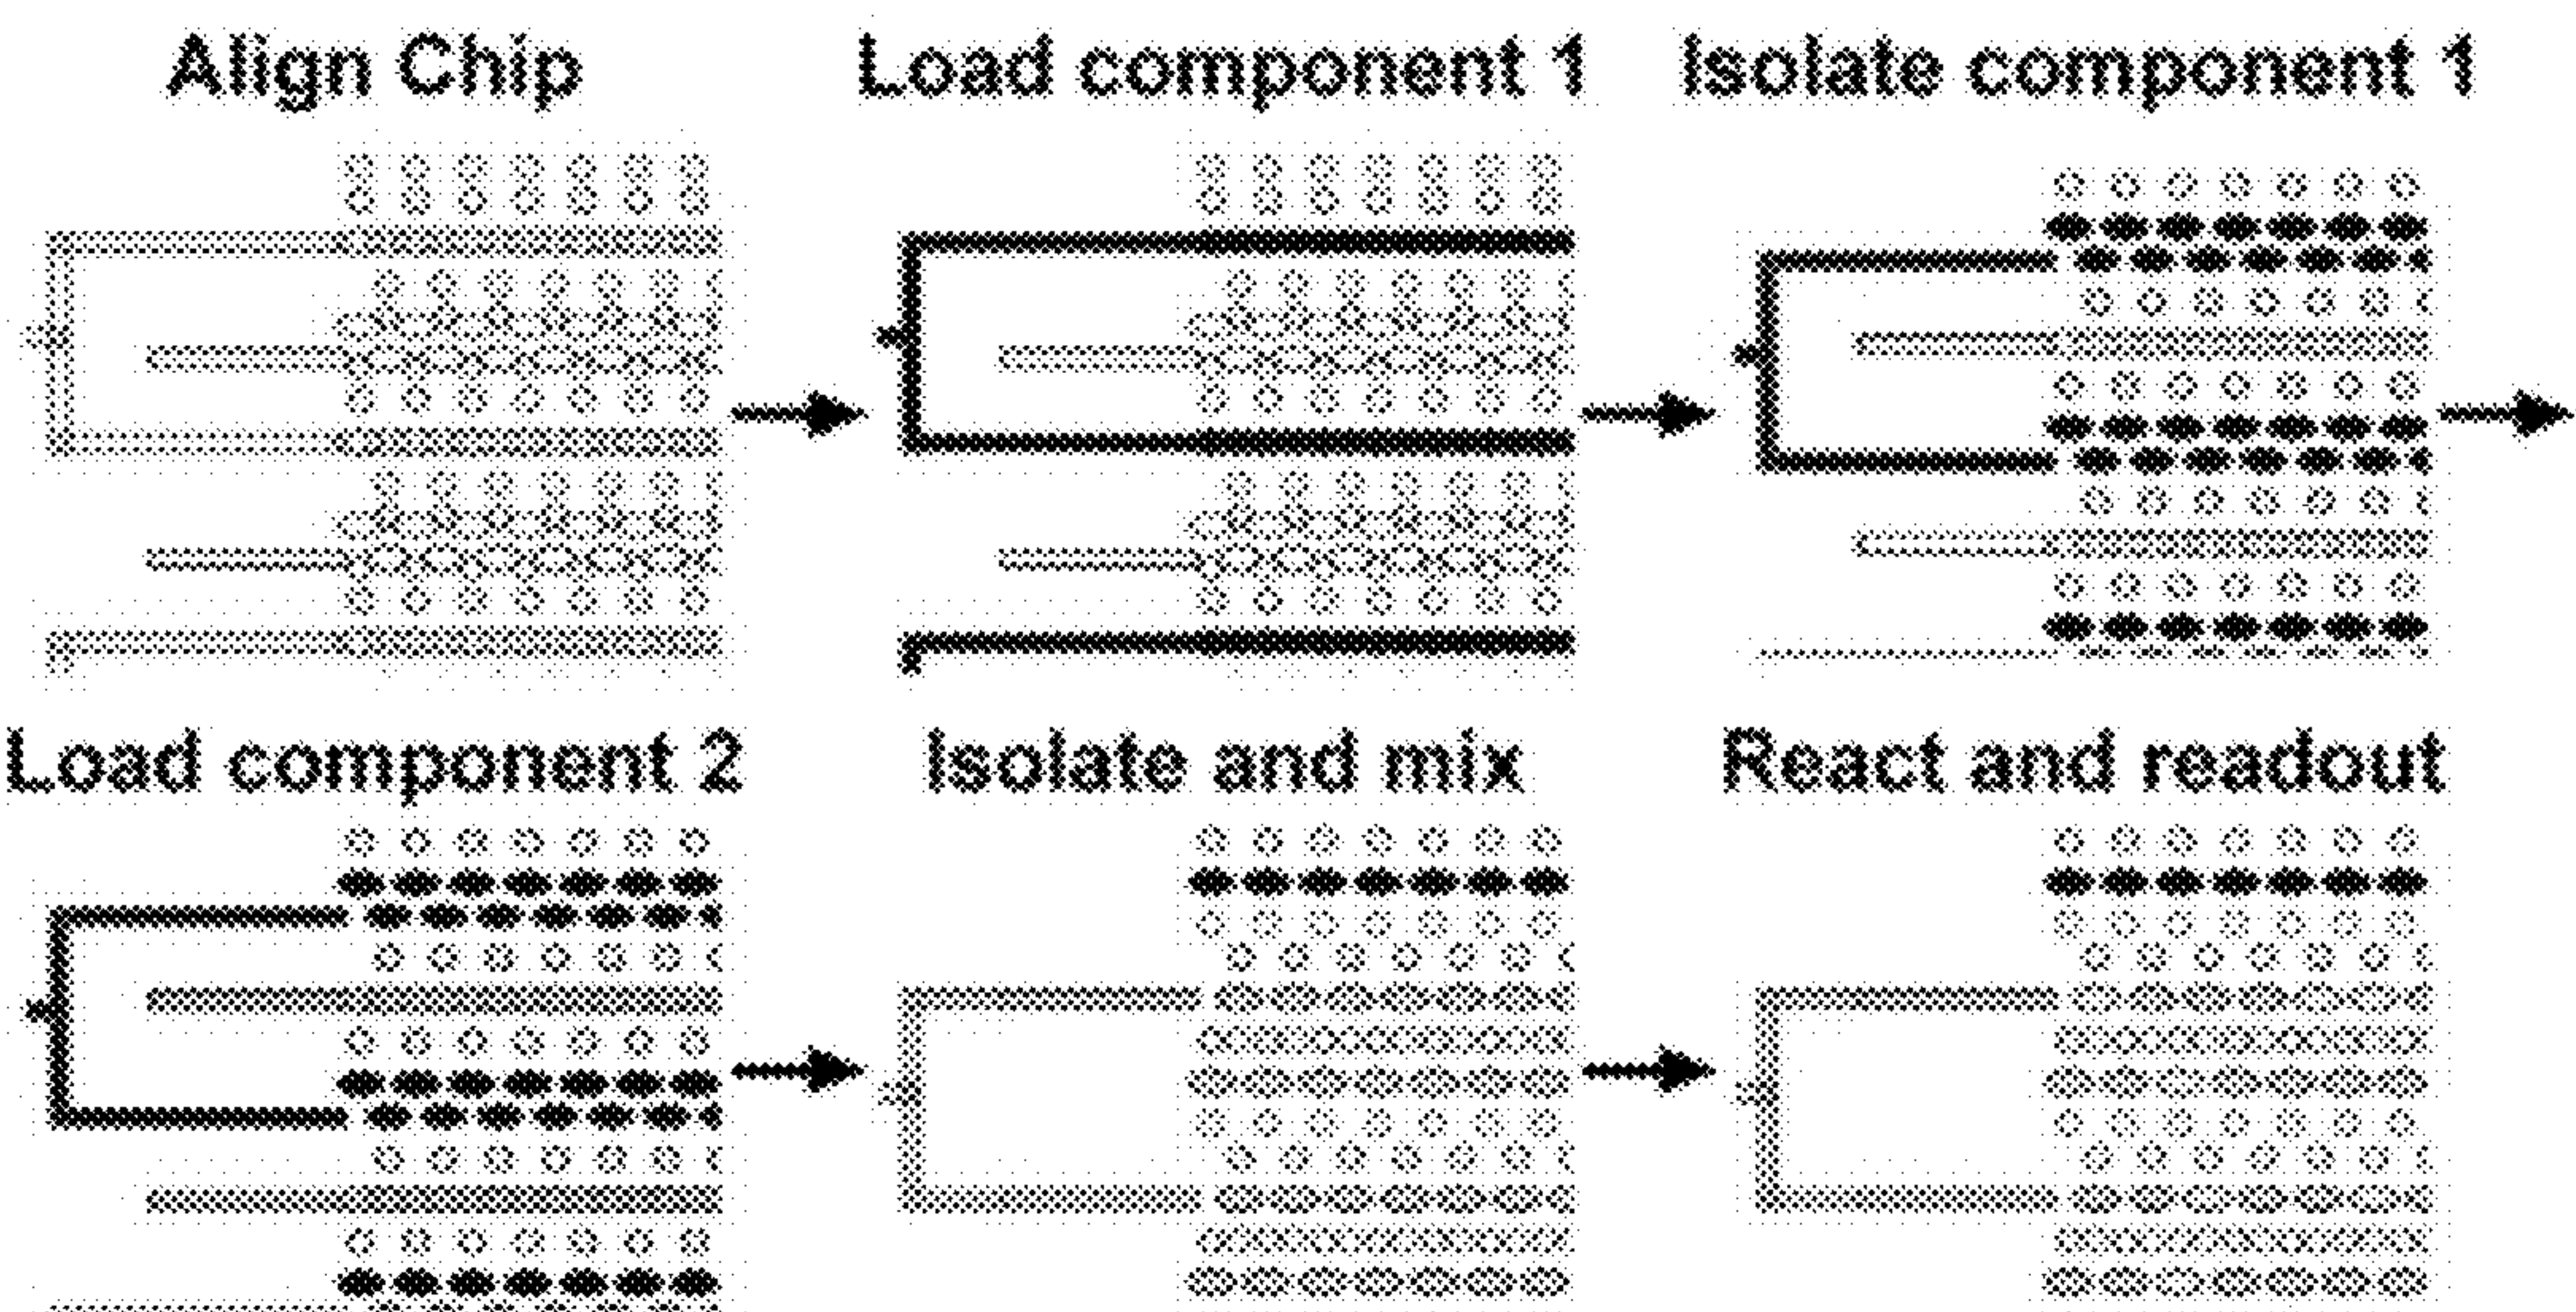 Align Chip
Load component 1
Isolate component 1
Load component 2
Isolate and mix
React and readout